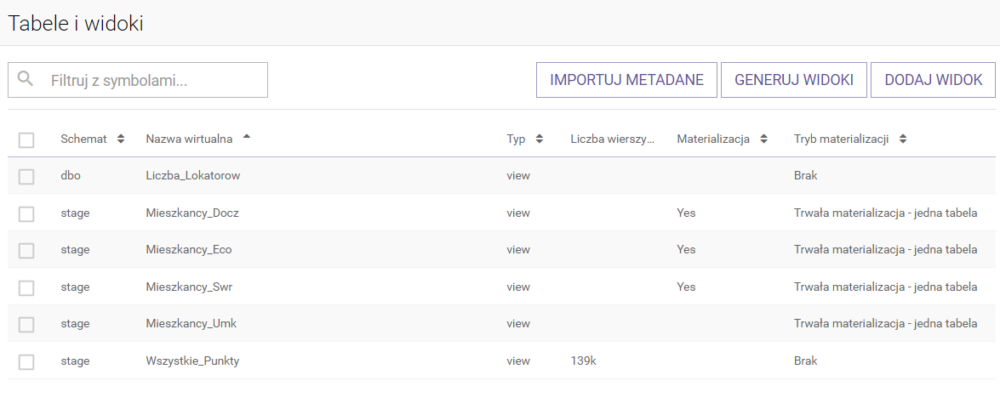 Tabele i widoki
Filtruj z symbolami...
IMPORTUJ METADANE GENERUJ WIDOKI DODAJ WIDOK
Schemat Nazwa wirtualna Typ Liczba wierszy... Materializacja Tryb materializacji
dbo Liczba_Lokatorow view Brak
stage Mieszkancy_Docz view Yes Trwała materializacja - jedna tabela
stage Mieszkancy_Eco view Yes Trwała materializacja - jedna tabela
stage Mieszkancy_Swr view Yes Trwała materializacja - jedna tabela
stage Mieszkancy_Umk view Trwała materializacja - jedna tabela
stage Wszystkie_Punkty view 139k Brak